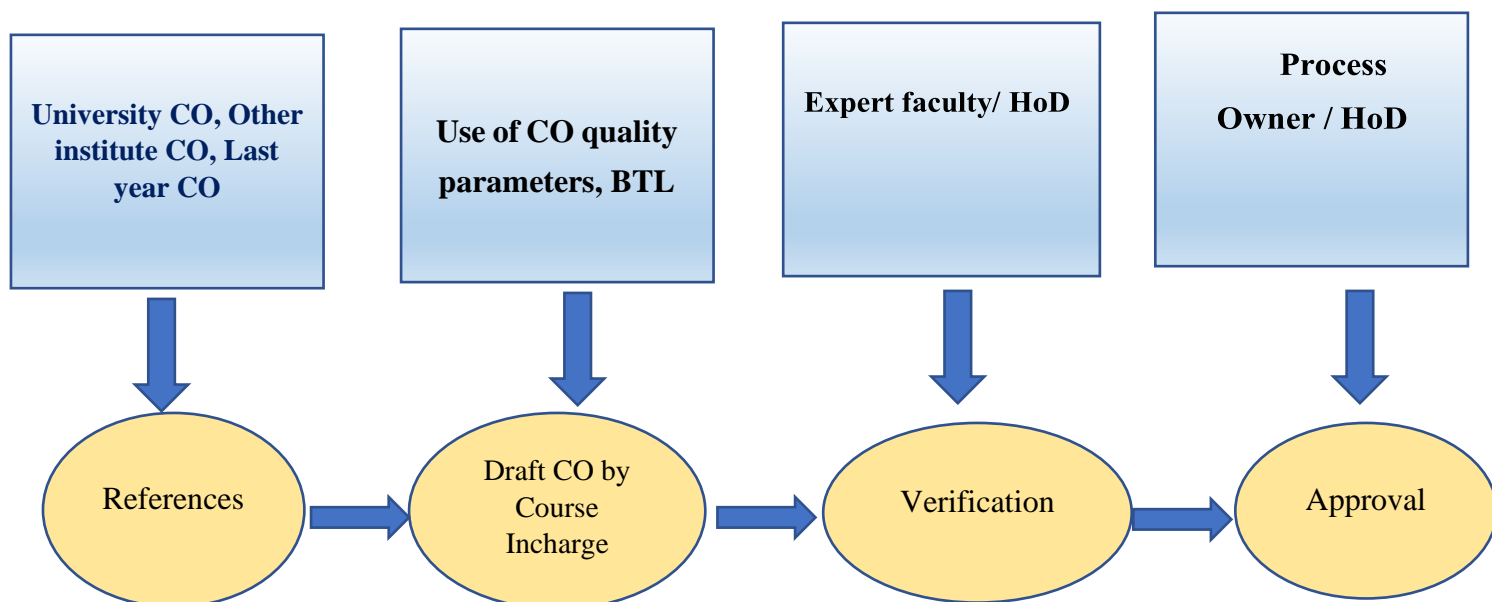 University CO, Other
institute CO, Last
year CO
Use of CO quality
parameters, BTL
Expert faculty/ HoD
Process
Owner / HoD
References
Draft CO by
Course
Incharge
Verification
Approval